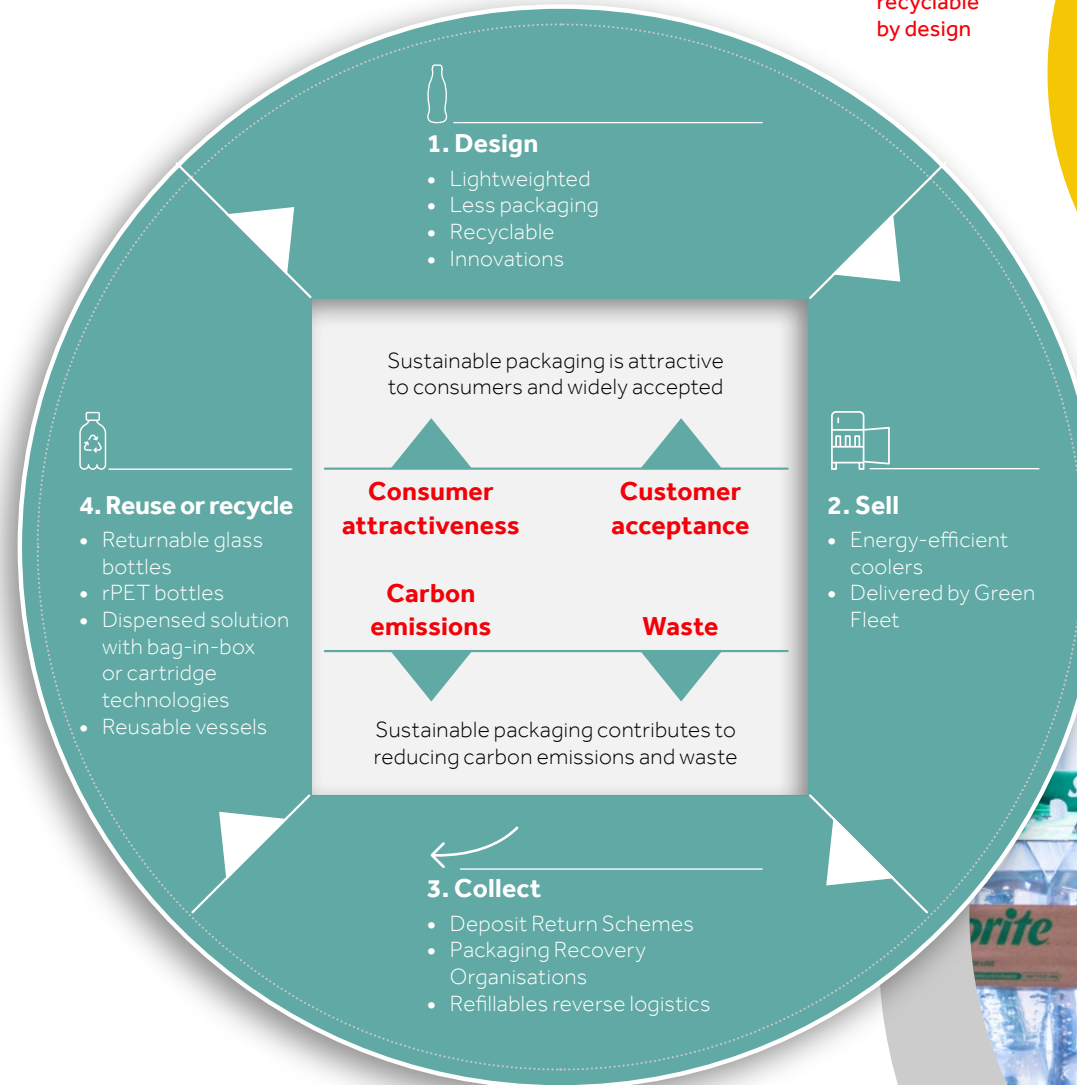 recyclable
by design
1. Design
• Lightweighted
• Less packaging
• Recyclable
• Innovations
Sustainable packaging is attractive
to consumers and widely accepted
Consumer
attractiveness
Customer
acceptance
Carbon
emissions
Waste
Sustainable packaging contributes to
reducing carbon emissions and waste
2. Sell
• Energy-efficient
coolers
• Delivered by Green
Fleet
3. Collect
• Deposit Return Schemes
• Packaging Recovery
Organisations
• Refillables reverse logistics
4. Reuse or recycle
• Returnable glass
bottles
• rPET bottles
• Dispensed solution
with bag-in-box
or cartridge
technologies
• Reusable vessels
rite